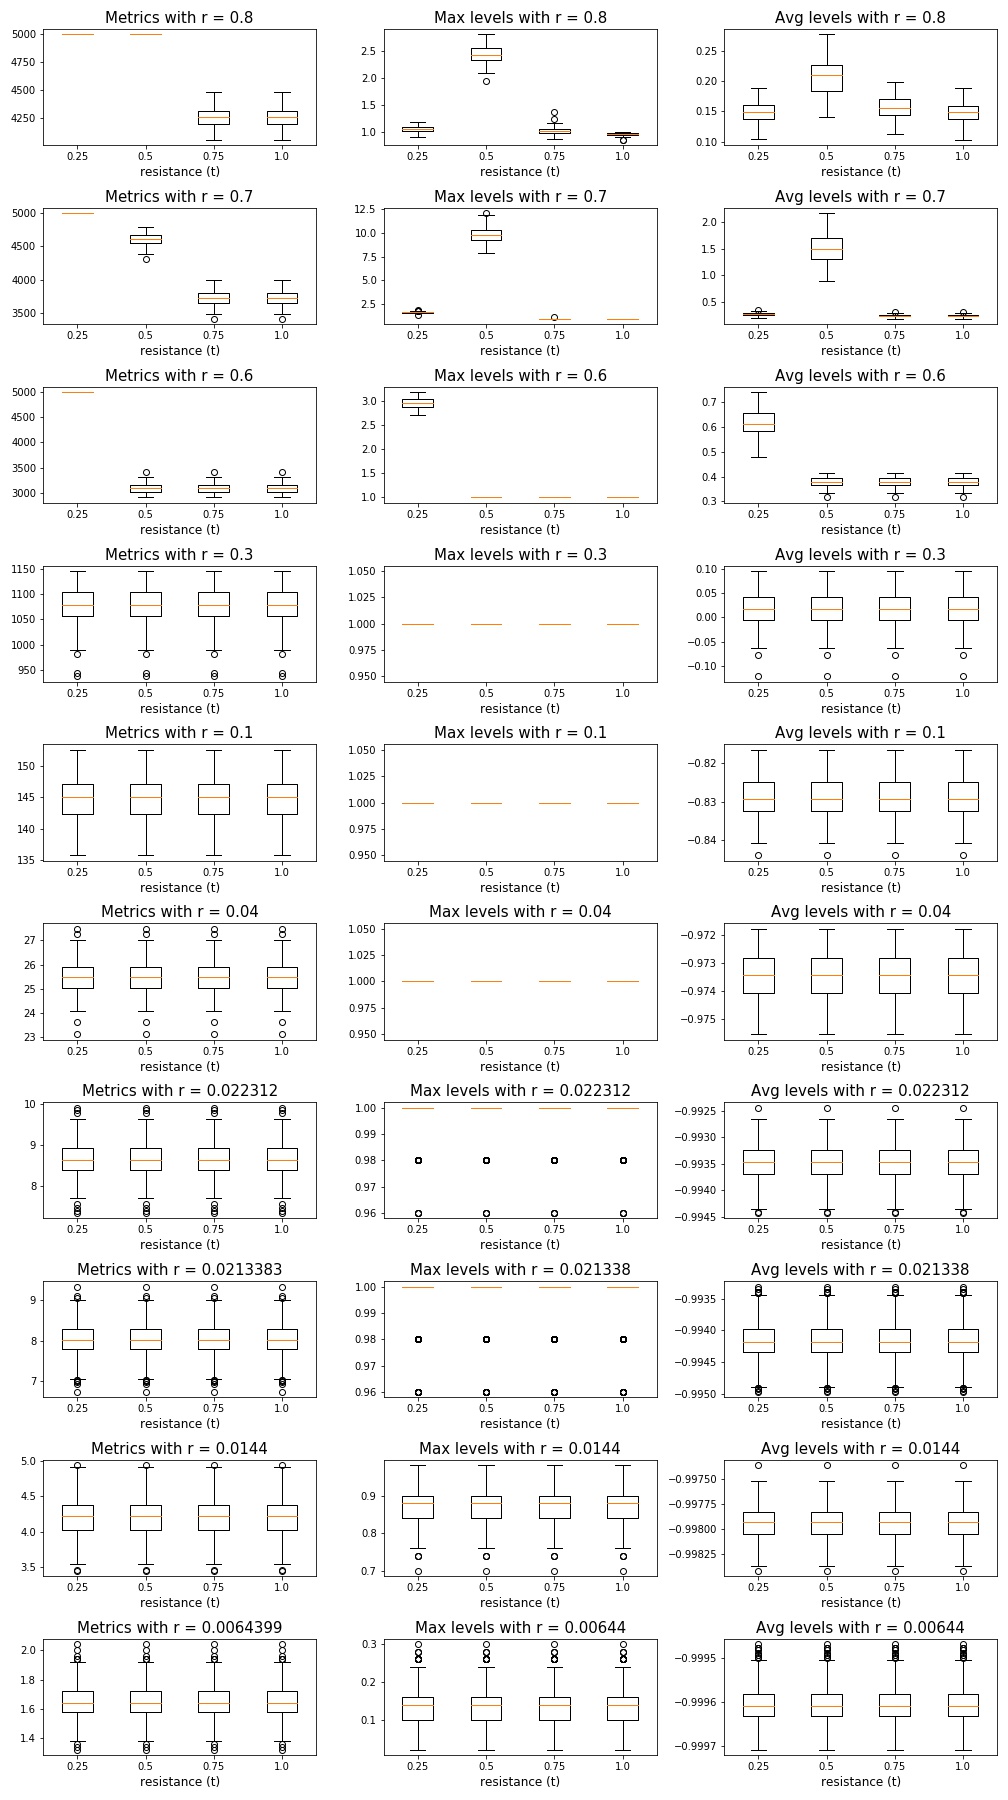 Metrics with r = 0.8
5000
4750
4500
4250
0.25 0.5 0.75 1.0
resistance (t)
Max levels with r = 0.8
2.5
2.0
1.5
1.0
0.25 0.5 0.75 1.0
resistance (t)
Avg levels with r = 0.8
0.25
0.20
0.15
0.10
0.25 0.5 0.75 1.0
resistance (t)
Metrics with r = 0.7
5000
4500
4000
3500
0.25 0.5 0.75 1.0
resistance (t)
Max levels with r = 0.7
12.5
10.0
7.5
5.0
2.5
0.25 0.5 0.75 1.0
resistance (t)
Avg levels with r = 0.7
2.0
1.5
1.0
0.5
0.25 0.5 0.75 1.0
resistance (t)
Metrics with r = 0.6
5000
4500
4000
3500
3000
0.25 0.5 0.75 1.0
resistance (t)
Max levels with r = 0.6
3.0
2.5
2.0
1.5
1.0
0.25 0.5 0.75 1.0
resistance (t)
Avg levels with r = 0.6
0.7
0.6
0.5
0.4
0.3
0.25 0.5 0.75 1.0
resistance (t)
Metrics with r = 0.3
1150
1100
1050
1000
950
0.25 0.5 0.75 1.0
resistance (t)
Max levels with r = 0.3
1.050
1.025
1.000
0.975
0.950
0.25 0.5 0.75 1.0
resistance (t)
Avg levels with r = 0.3
0.10
0.05
0.00
−0.05
−0.10
0.25 0.5 0.75 1.0
resistance (t)
Metrics with r = 0.1
150
145
140
135
0.25 0.5 0.75 1.0
resistance (t)
Max levels with r = 0.1
1.050
1.025
1.000
0.975
0.950
0.25 0.5 0.75 1.0
resistance (t)
Avg levels with r = 0.1
−0.82
−0.83
−0.84
0.25 0.5 0.75 1.0
resistance (t)
Metrics with r = 0.04
27
26
25
24
23
0.25 0.5 0.75 1.0
resistance (t)
Max levels with r = 0.04
1.050
1.025
1.000
0.975
0.950
0.25 0.5 0.75 1.0
resistance (t)
Avg levels with r = 0.04
−0.972
−0.973
−0.974
−0.975
0.25 0.5 0.75 1.0
resistance (t)
Metrics with r = 0.022312
10
9
8
0.25 0.5 0.75 1.0
resistance (t)
Max levels with r = 0.022312
1.00
0.99
0.98
0.97
0.96
0.25 0.5 0.75 1.0
resistance (t)
Avg levels with r = 0.022312
−0.9925
−0.9930
−0.9935
−0.9940
−0.9945
0.25 0.5 0.75 1.0
resistance (t)
Metrics with r = 0.0213383
9
8
7
0.25 0.5 0.75 1.0
resistance (t)
Max levels with r = 0.021338
1.00
0.99
0.98
0.97
0.96
0.25 0.5 0.75 1.0
resistance (t)
Avg levels with r = 0.021338
−0.9935
−0.9940
−0.9945
−0.9950
0.25 0.5 0.75 1.0
resistance (t)
Metrics with r = 0.0144
5.0
4.5
4.0
3.5
0.25 0.5 0.75 1.0
resistance (t)
Max levels with r = 0.0144
0.9
0.8
0.7
0.25 0.5 0.75 1.0
resistance (t)
Avg levels with r = 0.0144
−0.99750
−0.99775
−0.99800
−0.99825
0.25 0.5 0.75 1.0
resistance (t)
Metrics with r = 0.0064399
2.0
1.8
1.6
1.4
0.25 0.5 0.75 1.0
resistance (t)
Max levels with r = 0.00644
0.3
0.2
0.1
0.25 0.5 0.75 1.0
resistance (t)
Avg levels with r = 0.00644
−0.9995
−0.9996
−0.9997
0.25 0.5 0.75 1.0
resistance (t)